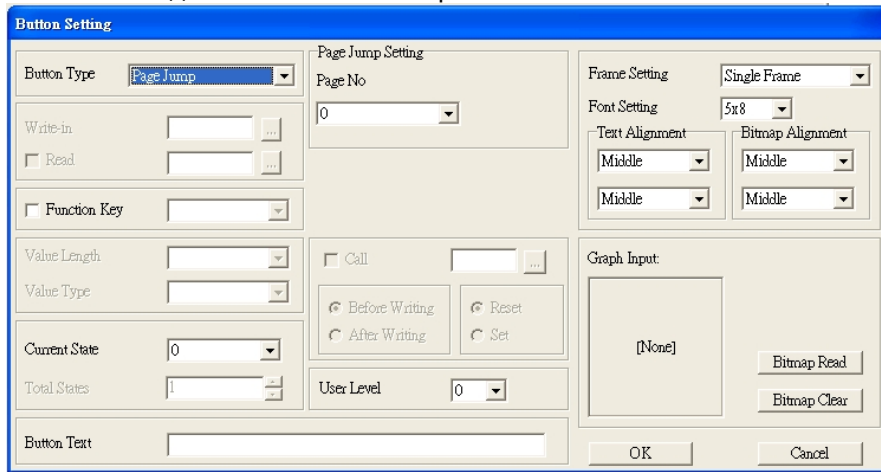 Button Setting
Button Type
Page Jump
Write-in
...
Read
...
Function Key
Value Length
Value Type
Current State
0
Total States
1
Button Text
Page Jump Setting
Page No
0
Call
...
Before Writing
After Writing
Reset
Set
User Level
0
Frame Setting
Single Frame
Font Setting
5x8
Text Alignment
Middle
Middle
Bitmap Alignment
Middle
Middle
Graph Input:
[None]
Bitmap Read
Bitmap Clear
OK
Cancel